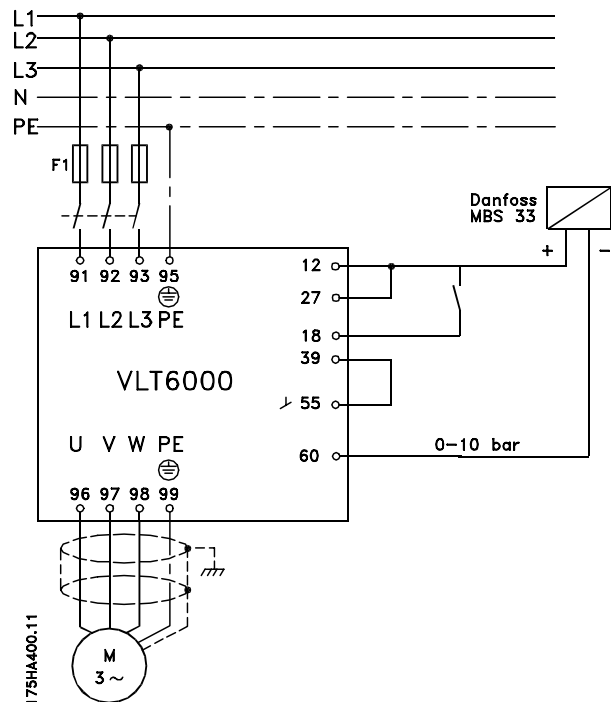 L1
L2
L3
N
PE
F1
Danfoss
MBS 33
+ −
91 92 93 95
L1 L2 L3 PE
12
27
18
39
55
60
VLT6000
0−10 bar
U V W PE
96 97 98 99
M
3~
175HA400.11